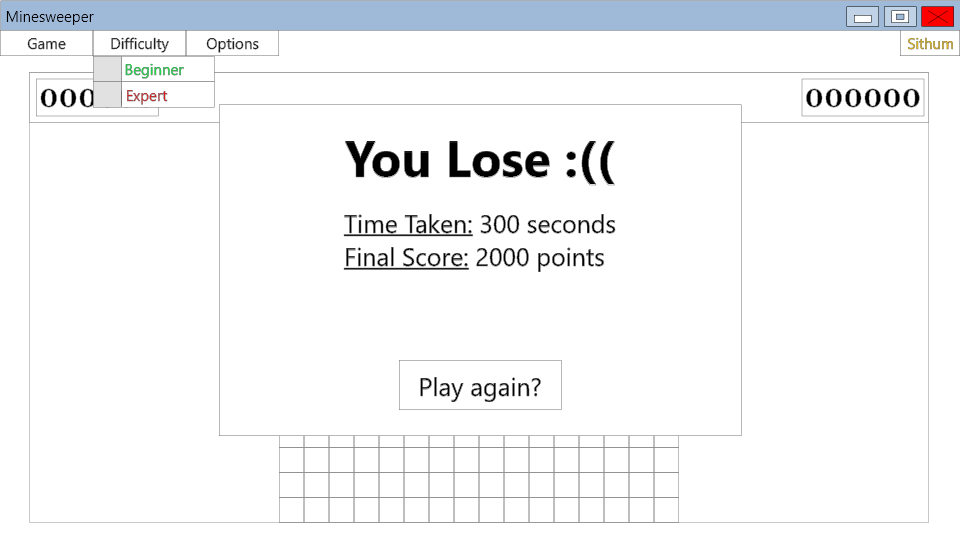 Minesweeper
Game Difficulty Options Sithum
Beginner
Expert
000000
You Lose :((
Time Taken: 300 seconds
Final Score: 2000 points
Play again?